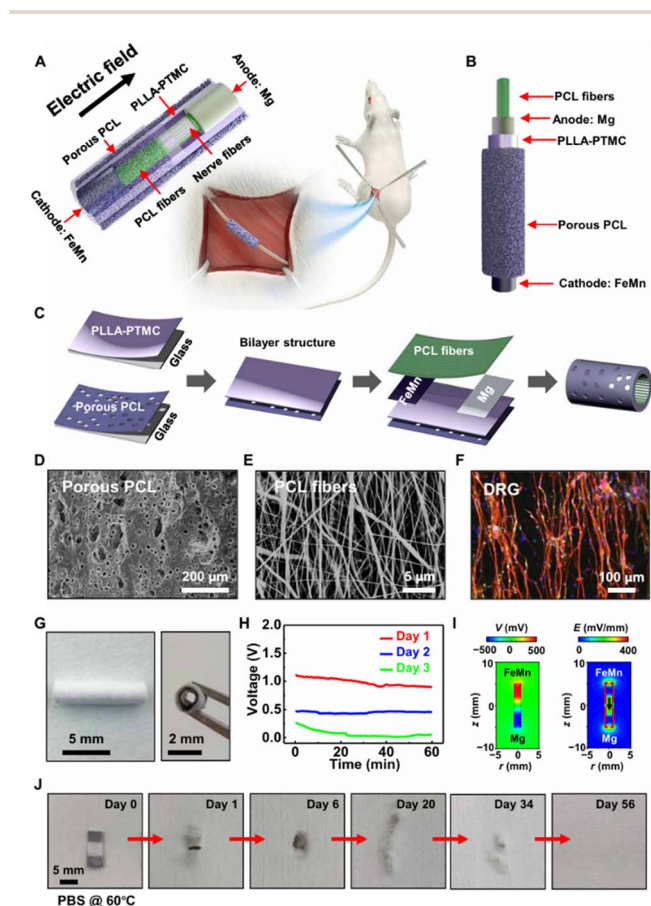 A
Electric field
Anode: Mg
PLLA-PTMC
Porous PCL
Nerve fibers
PCL fibers
Cathode: FeMn
B
PCL fibers
Anode: Mg
PLLA-PTMC
Porous PCL
Cathode: FeMn
C
PLLA-PTMC
Glass
Porous PCL
Glass
Bilayer structure
PCL fibers
FeMn
Mg
D
Porous PCL
200 μm
E
PCL fibers
5 μm
F
DRG
100 μm
G
5 mm
2 mm
H
2.0
1.5
1.0
0.5
0.0
Voltage (V)
Day 1
Day 2
Day 3
0 20 40 60
Time (min)
I
V (mV)
−500 500
10
FeMn
0
Mg
−10
z (mm)
−5 0 5
r (mm)
E (mV/mm)
0 400
10
FeMn
0
Mg
−10
z (mm)
−5 0 5
r (mm)
J
Day 0
5 mm
Day 1
Day 6
Day 20
Day 34
Day 56
PBS @ 60°C